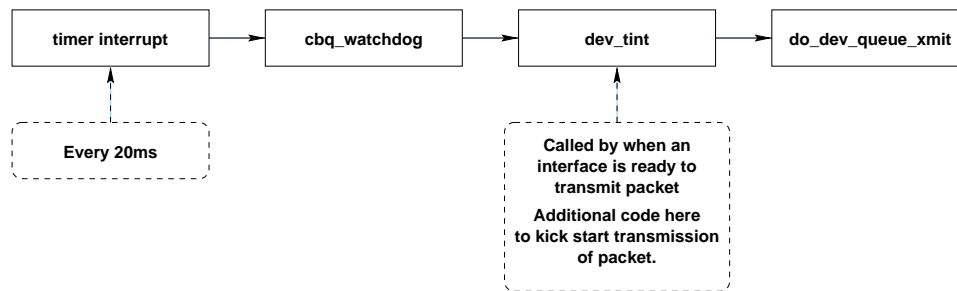 timer interrupt
cbq_watchdog
dev_tint
do_dev_queue_xmit
Every 20ms
Called by when an
interface is ready to
transmit packet
Additional code here
to kick start transmission
of packet.